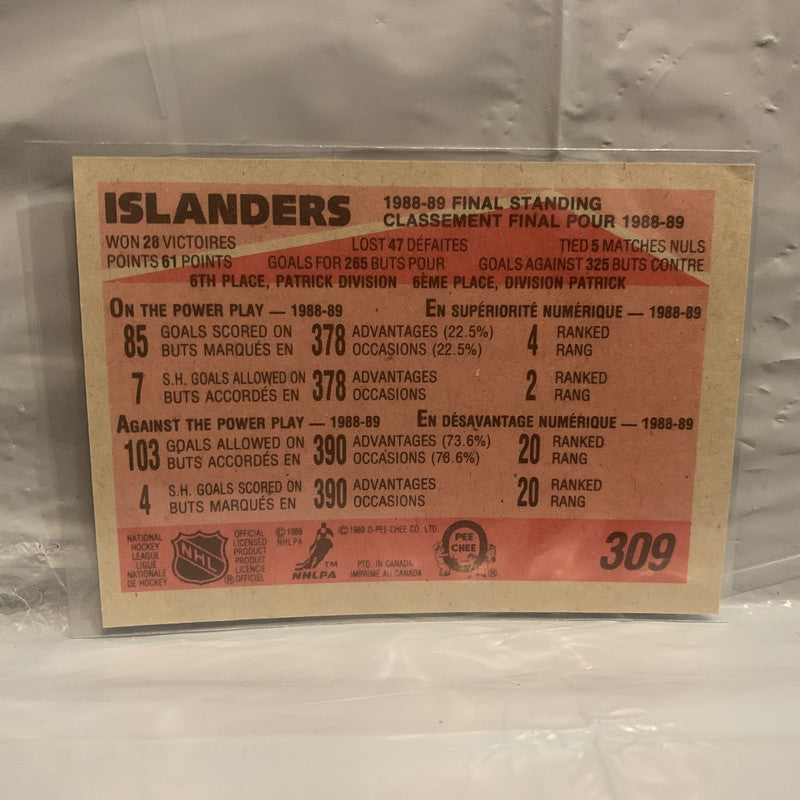 ISLANDERS
1988-89 FINAL STANDING
CLASSEMENT FINAL POUR 1988-89
WON 28 VICTOIRES LOST 47 DÉFAITES TIED 5 MATCHES NULS
POINTS 61 POINTS GOALS FOR 265 BUTS POUR GOALS AGAINST 325 BUTS CONTRE
6TH PLACE, PATRICK DIVISION 6ÈME PLACE, DIVISION PATRICK
ON THE POWER PLAY — 1988-89 EN SUPÉRIORITÉ NUMÉRIQUE — 1988-89
85 GOALS SCORED ON 378 ADVANTAGES (22.5%) 4 RANKED
BUTS MARQUÉS EN OCCASIONS (22.5%) RANG
7 S.H. GOALS ALLOWED ON 378 ADVANTAGES 2 RANKED
BUTS ACCORDÉS EN OCCASIONS RANG
AGAINST THE POWER PLAY — 1988-89 EN DÉSAVANTAGE NUMÉRIQUE — 1988-89
103 GOALS ALLOWED ON 390 ADVANTAGES (73.6%) 20 RANKED
BUTS ACCORDÉS EN OCCASIONS (76.6%) RANG
4 S.H. GOALS SCORED ON 390 ADVANTAGES 20 RANKED
BUTS MARQUÉS EN OCCASIONS RANG
NATIONAL
HOCKEY
LEAGUE
LIGUE
NATIONALE
DE HOCKEY
NHL
®
OFFICIAL
LICENSED
PRODUCT
PRODUIT
LICENCIÉ
OFFICIEL
©1989
NHLPA
TM
NHLPA
©1989 O-PEE-CHEE CO. LTD.
PTD. IN CANADA
IMPRIMÉ AU CANADA
O
PEE
CHEE
®
309